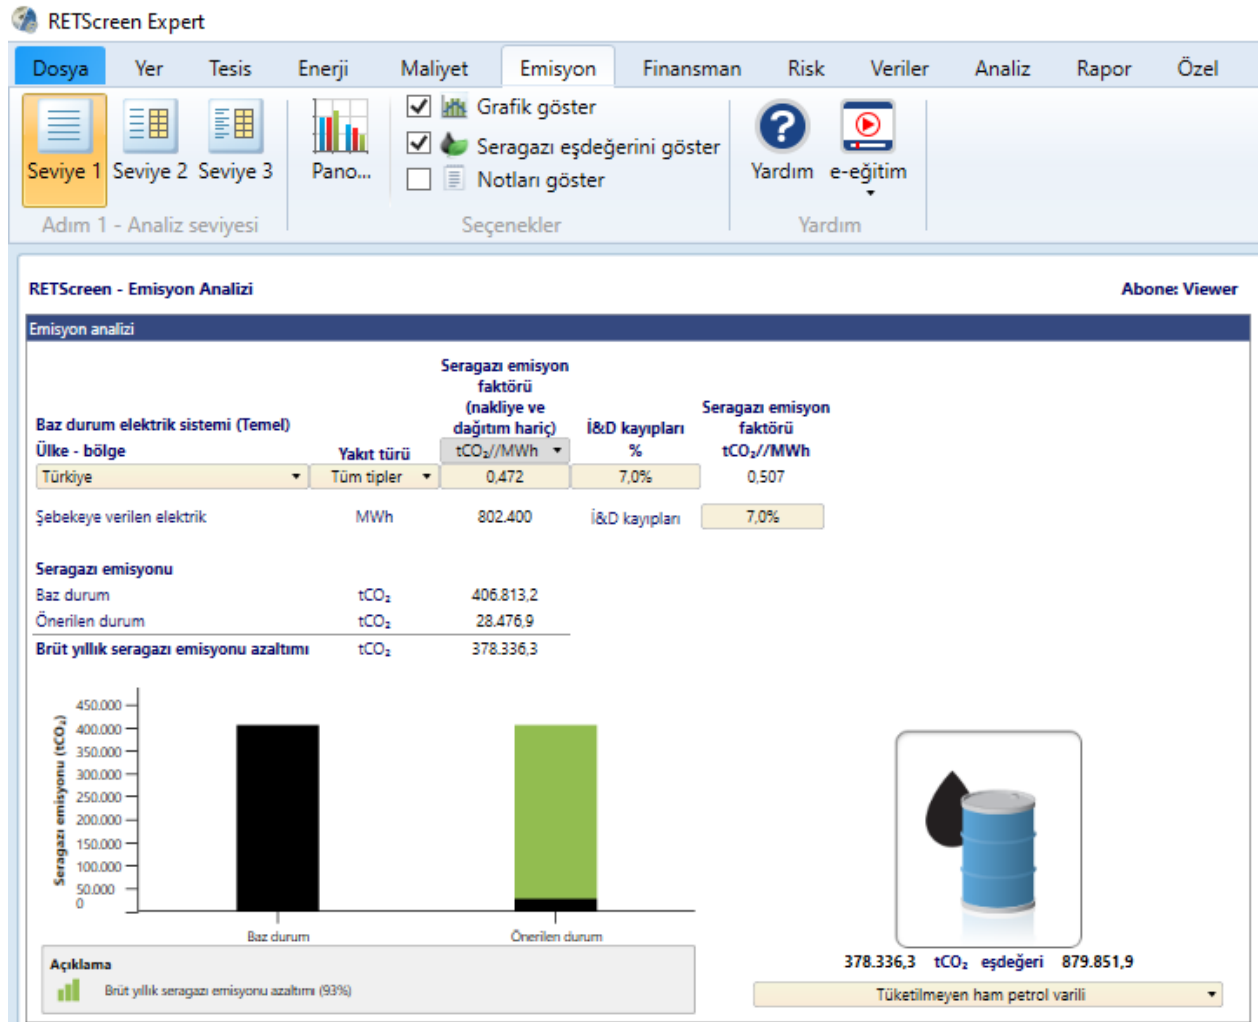 RETScreen Expert
Dosya Yer Tesis Enerji Maliyet Emisyon Finansman Risk Veriler Analiz Rapor Özel
Grafik göster
Seragazı eşdeğerini göster
Notları göster
Seviye 1 Seviye 2 Seviye 3 Pano... Yardım e-eğitim
Adım 1 - Analiz seviyesi Seçenekler Yardım
RETScreen - Emisyon Analizi Abone: Viewer
Emisyon analizi
Seragazı emisyon
faktörü
(nakliye ve
dağıtım hariç)
Seragazı emisyon
faktörü
Baz durum elektrik sistemi (Temel) İ&D kayıpları
Ülke - bölge Yakıt türü tCO₂//MWh % tCO₂//MWh
Türkiye Tüm tipler 0,472 7,0% 0,507
Şebekeye verilen elektrik MWh 802.400 İ&D kayıpları 7,0%
Seragazı emisyonu
Baz durum tCO₂ 406.813,2
Önerilen durum tCO₂ 28.476,9
Brüt yıllık seragazı emisyonu azaltımı tCO₂ 378.336,3
Seragazı emisyonu (tCO₂)
450.000
400.000
350.000
300.000
250.000
200.000
150.000
100.000
50.000
0
Baz durum Önerilen durum
Açıklama
Brüt yıllık seragazı emisyonu azaltımı (93%)
378.336,3 tCO₂ eşdeğeri 879.851,9
Tüketilmeyen ham petrol varili